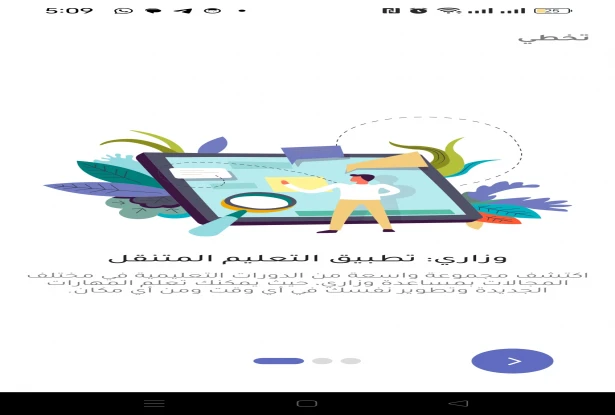 5:09
25
تخطي
وزاري: تطبيق التعليم المتنقل
اكتشف مجموعة واسعة من الدورات التعليمية في مختلف
المجالات بمساعدة وزاري. حيث يمكنك تعلم المهارات
الجديدة وتطوير نفسك في أي وقت ومن أي مكان.